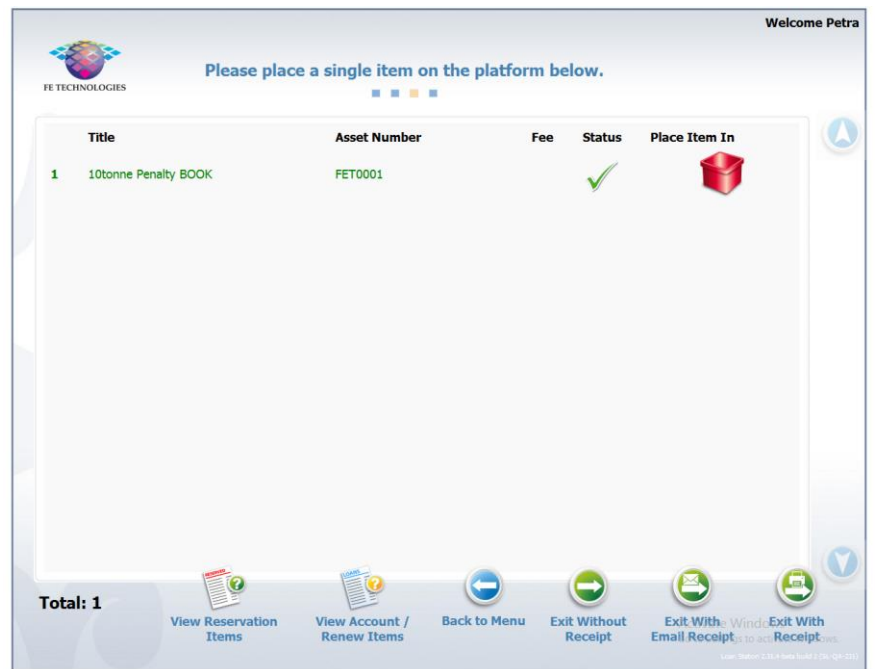 Welcome Petra
FE TECHNOLOGIES
Please place a single item on the platform below.
Title Asset Number Fee Status Place Item In
1 10tonne Penalty BOOK FET0001
RESERVED
LOANS
Total: 1
View Reservation Items
View Account / Renew Items
Back to Menu
Exit Without Receipt
Exit With Email Receipt
Exit With Receipt